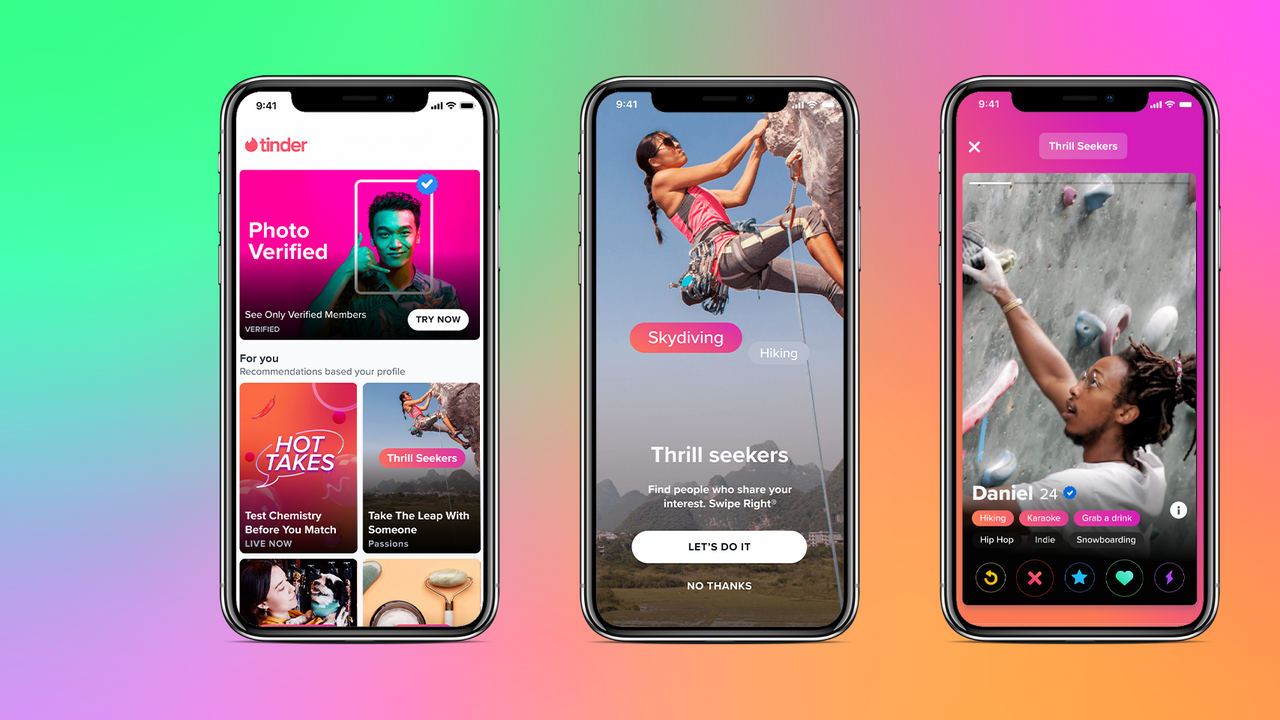 9:41
tinder
Photo
Verified
See Only Verified Members
VERIFIED
TRY NOW
For you
Recommendations based your profile
HOT
TAKES
Test Chemistry
Before You Match
LIVE NOW
Thrill Seekers
Take The Leap With
Someone
Passions
9:41
Skydiving
Hiking
Thrill seekers
Find people who share your
interest. Swipe Right®
LET'S DO IT
NO THANKS
9:41
Thrill Seekers
Daniel 24
Hiking Karaoke Grab a drink
Hip Hop Indie Snowboarding